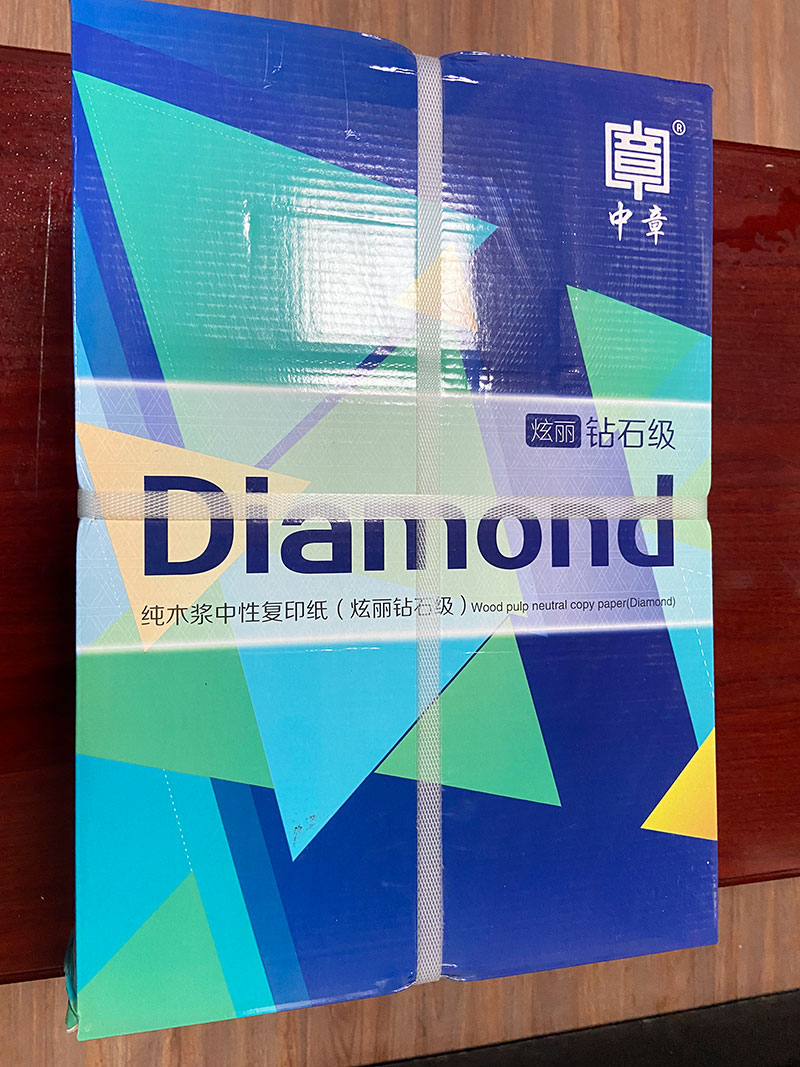 ®
中章
炫丽 钻石级
Diamond
纯木浆中性复印纸（炫丽钻石级）Wood pulp neutral copy paper(Diamond)